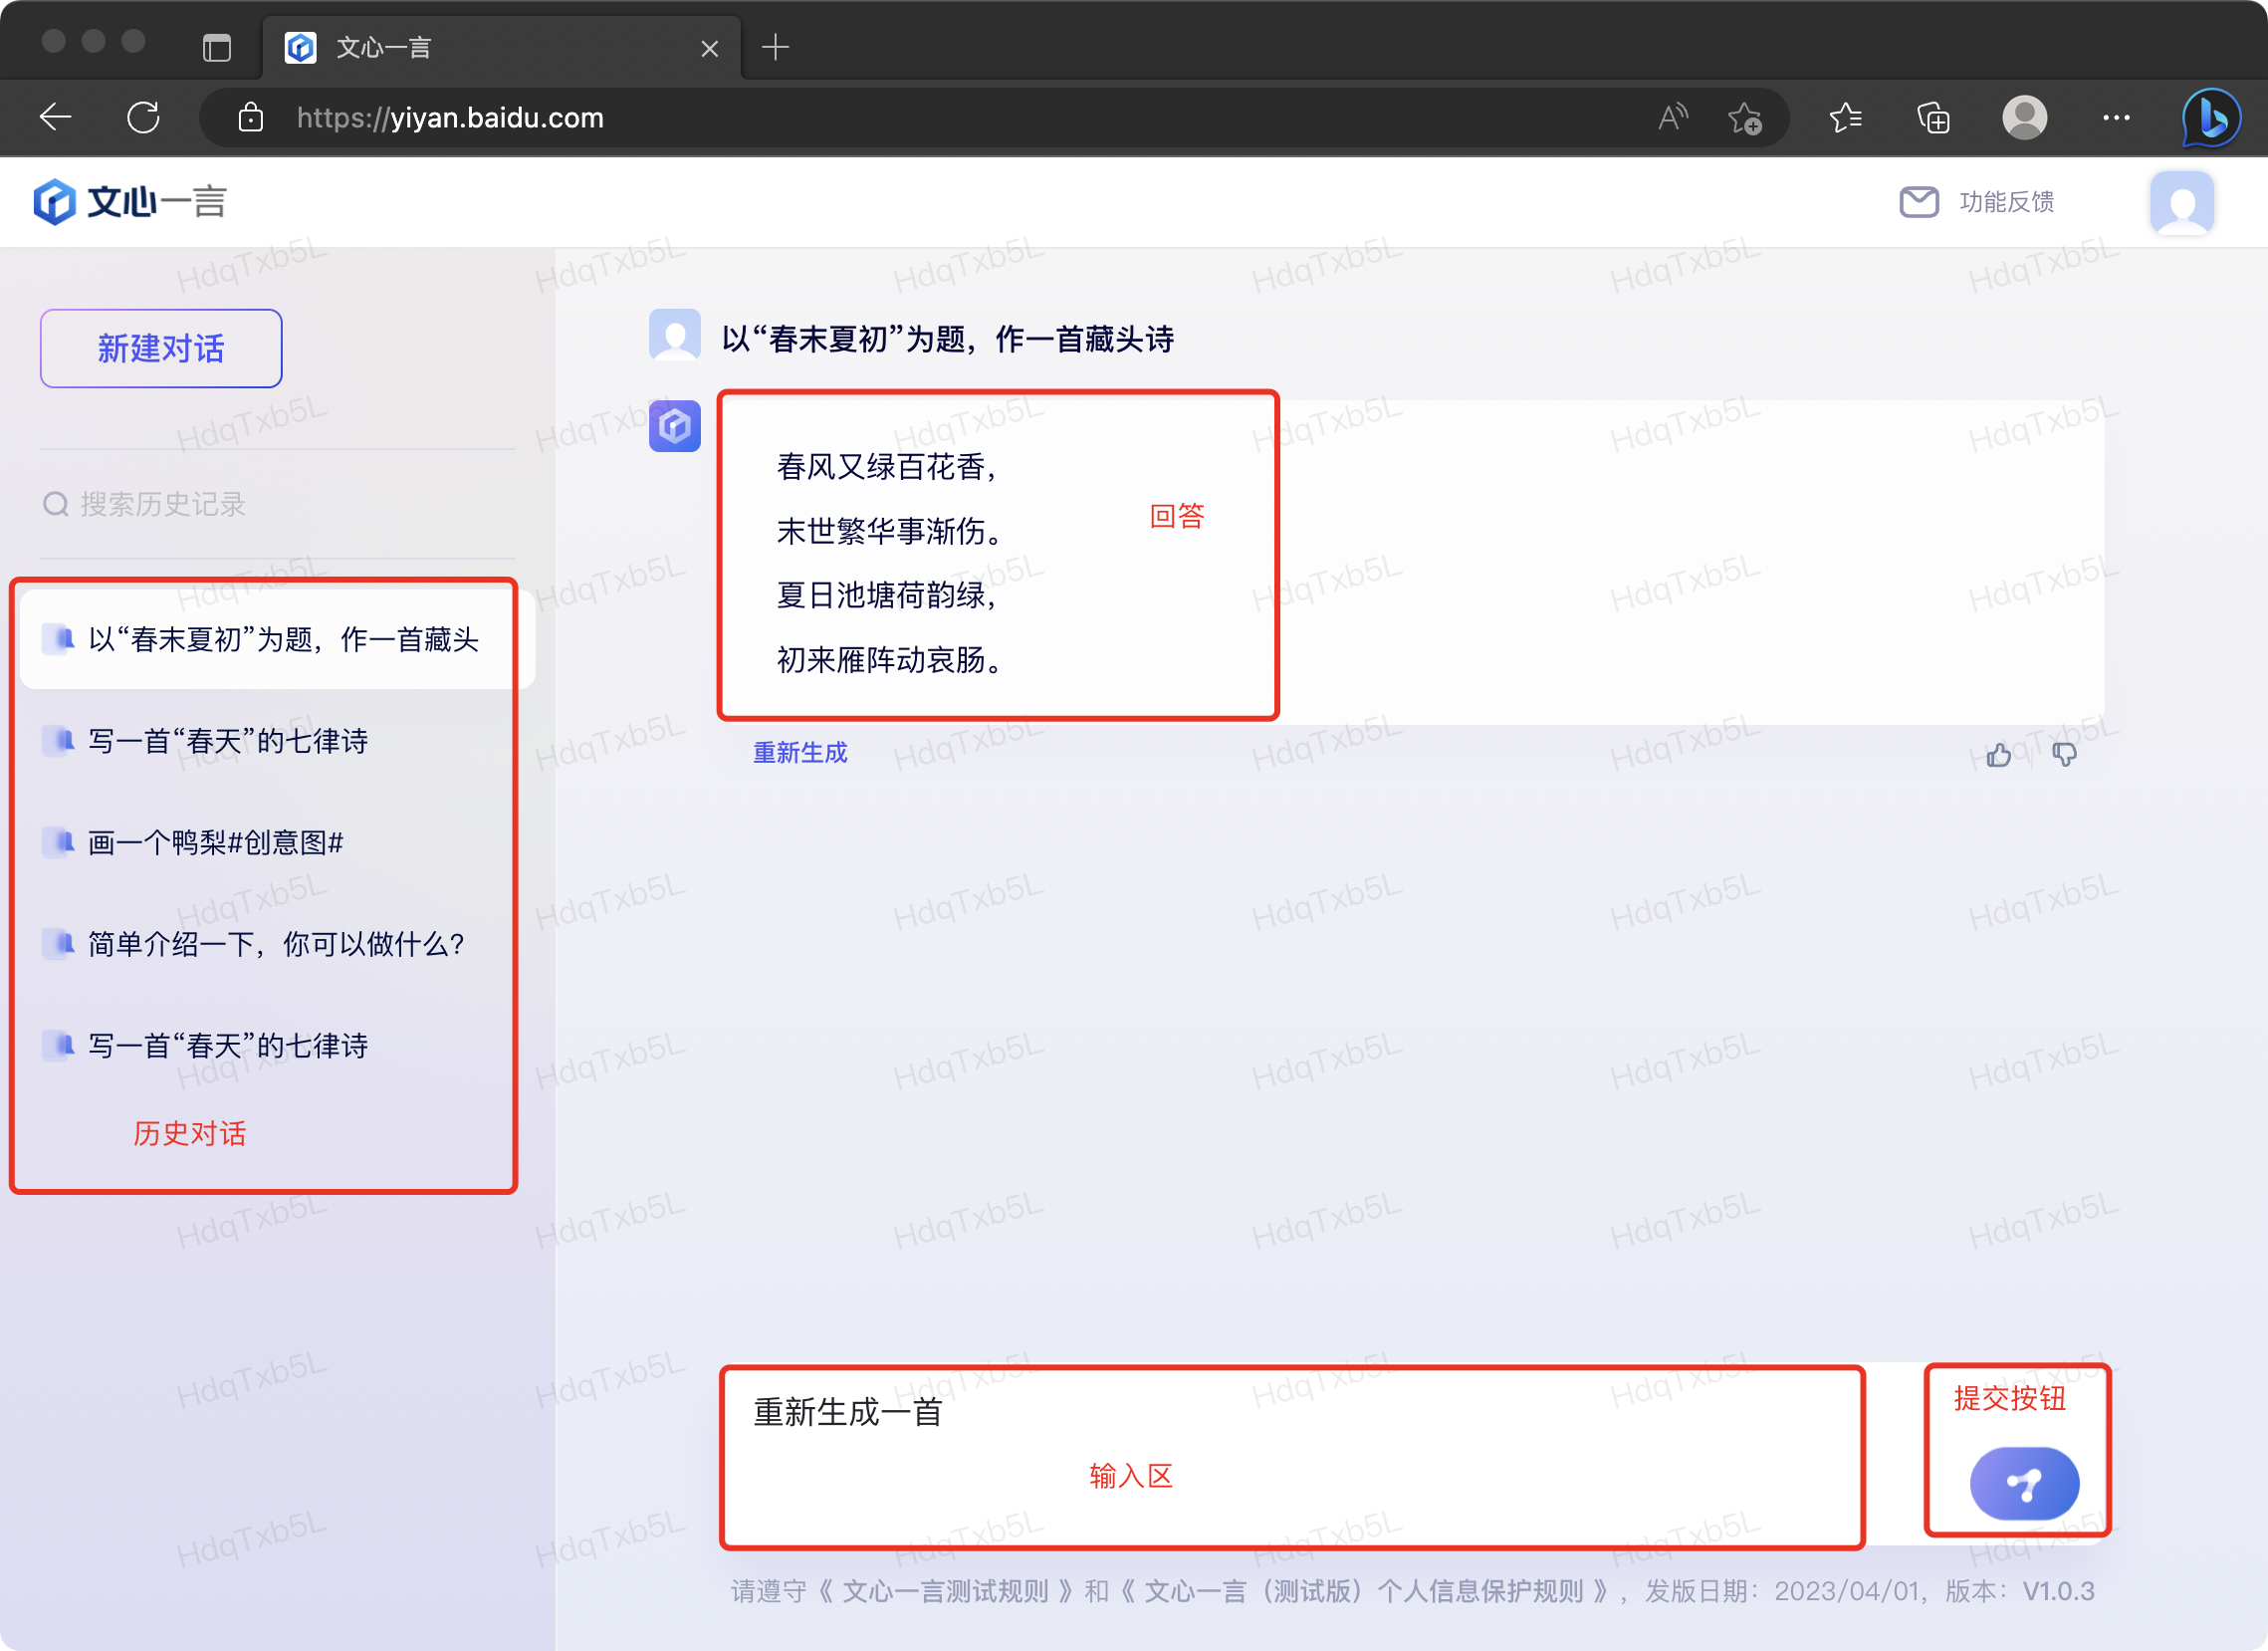 文心一言
https://yiyan.baidu.com
文心一言
功能反馈
新建对话
搜索历史记录
以“春末夏初”为题，作一首藏头
写一首“春天”的七律诗
画一个鸭梨#创意图#
简单介绍一下，你可以做什么？
写一首“春天”的七律诗
历史对话
以“春末夏初”为题，作一首藏头诗
春风又绿百花香，
末世繁华事渐伤。
回答
夏日池塘荷韵绿，
初来雁阵动哀肠。
重新生成
重新生成一首
输入区
提交按钮
请遵守《 文心一言测试规则 》和《 文心一言（测试版）个人信息保护规则 》，发版日期：2023/04/01，版本：V1.0.3
HdqTxb5L